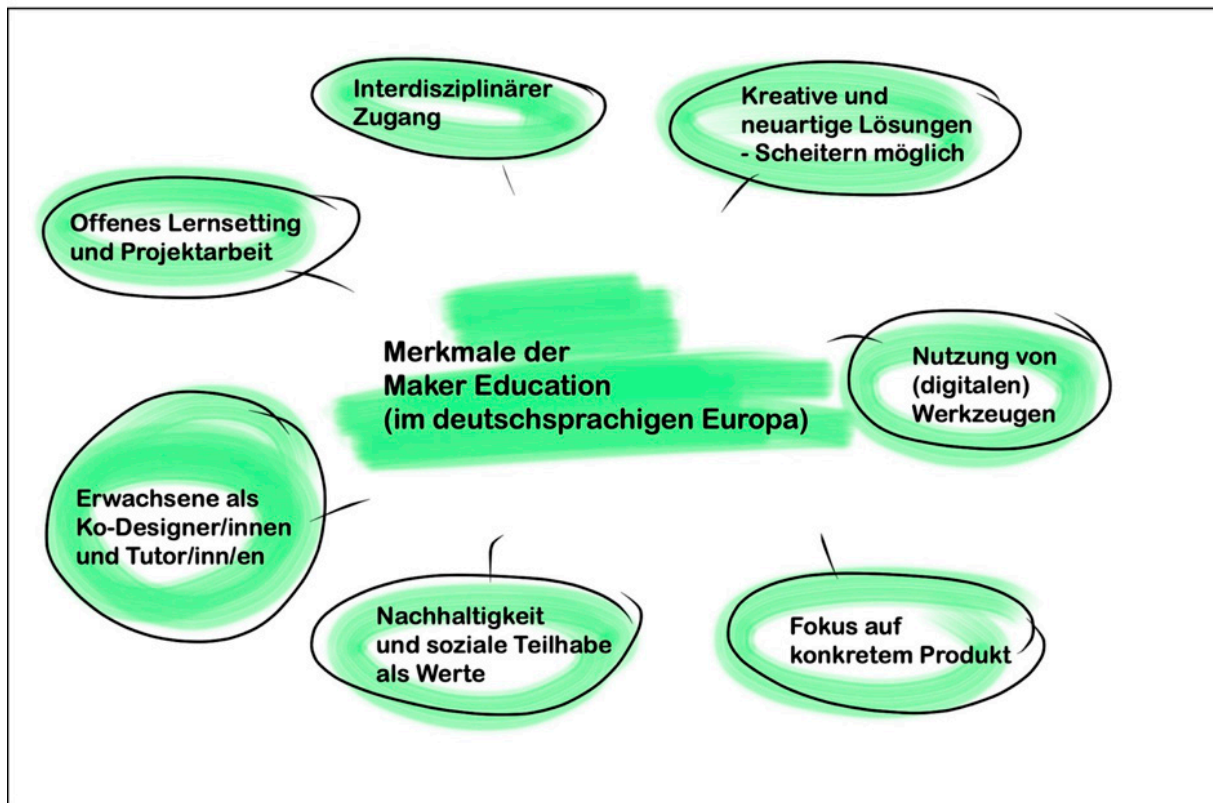 Interdisziplinärer
Zugang
Kreative und
neuartige Lösungen
- Scheitern möglich
Offenes Lernsetting
und Projektarbeit
Merkmale der
Maker Education
(im deutschsprachigen Europa)
Nutzung von
(digitalen)
Werkzeugen
Erwachsene als
Ko-Designer/innen
und Tutor/inn/en
Nachhaltigkeit
und soziale Teilhabe
als Werte
Fokus auf
konkretem Produkt